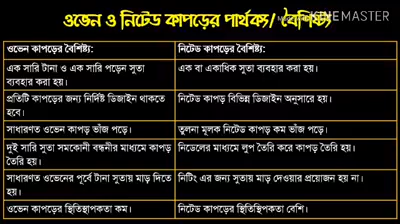 ওভেন ও নিটেড কাপড়ের পার্থক্য/ বৈশিষ্ট্য
KINEMASTER
ওভেন কাপড়ের বৈশিষ্ট্য:
নিটেড কাপড়ের বৈশিষ্ট্য:
এক সারি টানা ও এক সারি পড়েন সুতা
ব্যবহার করা হয়।
এক বা একাধিক সুতা ব্যবহার করা হয়।
প্রতিটি কাপড়ের জন্য নির্দিষ্ট ডিজাইন থাকতে
হবে।
নিটেড কাপড় বিভিন্ন ডিজাইন অনুসারে হয়।
সাধারণত ওভেন কাপড় ভাঁজ পড়ে।
তুলনা মূলক নিটেড কাপড় কম ভাঁজ পড়ে।
দুই সারি সুতা সমকোনী বন্ধনীর মাধ্যমে কাপড়
তৈরি হয়।
নিডেলের মাধ্যমে লুপ তৈরি করে কাপড় তৈরি হয়।
সাধারণত ওভেনের পূর্বে টানা সুতায় মাড় দিতে
হয়।
নিটিং এর জন্য সুতায় মাড় দেওয়ার প্রয়োজন হয় না।
ওভেন কাপড়ের স্থিতিস্থাপকতা কম।
নিটেড কাপড়ের স্থিতিস্থিপকতা বেশি।